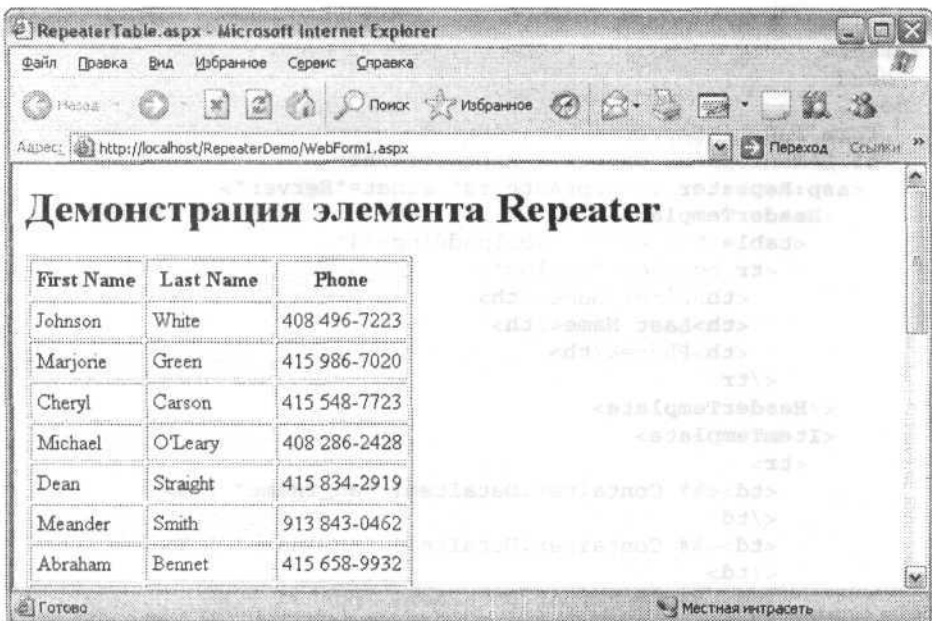 RepeaterTable.aspx - Microsoft Internet Explorer
Файл Правка Вид Избранное Сервис Справка
Назад Поиск Избранное
Адрес: http://localhost/RepeaterDemo/WebForm1.aspx Переход Ссылки »
Демонстрация элемента Repeater
First Name Last Name Phone
Johnson White 408 496-7223
Marjorie Green 415 986-7020
Cheryl Carson 415 548-7723
Michael O'Leary 408 286-2428
Dean Straight 415 834-2919
Meander Smith 913 843-0462
Abraham Bennet 415 658-9932
Готово Местная интрасеть